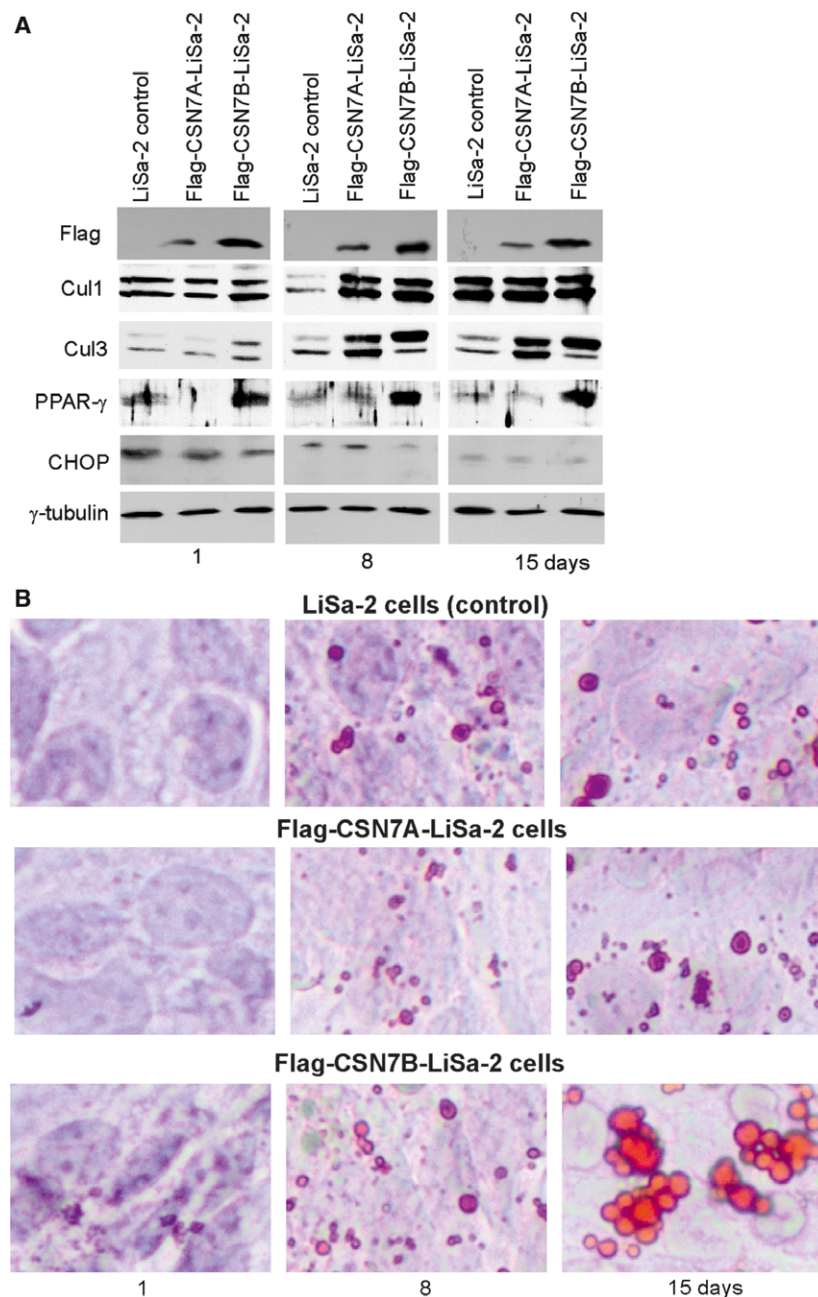 A
LiSa-2 control
Flag-CSN7A-LiSa-2
Flag-CSN7B-LiSa-2
LiSa-2 control
Flag-CSN7A-LiSa-2
Flag-CSN7B-LiSa-2
LiSa-2 control
Flag-CSN7A-LiSa-2
Flag-CSN7B-LiSa-2
Flag
Cul1
Cul3
PPAR-γ
CHOP
γ-tubulin
1 8 15 days
B
LiSa-2 cells (control)
Flag-CSN7A-LiSa-2 cells
Flag-CSN7B-LiSa-2 cells
1 8 15 days